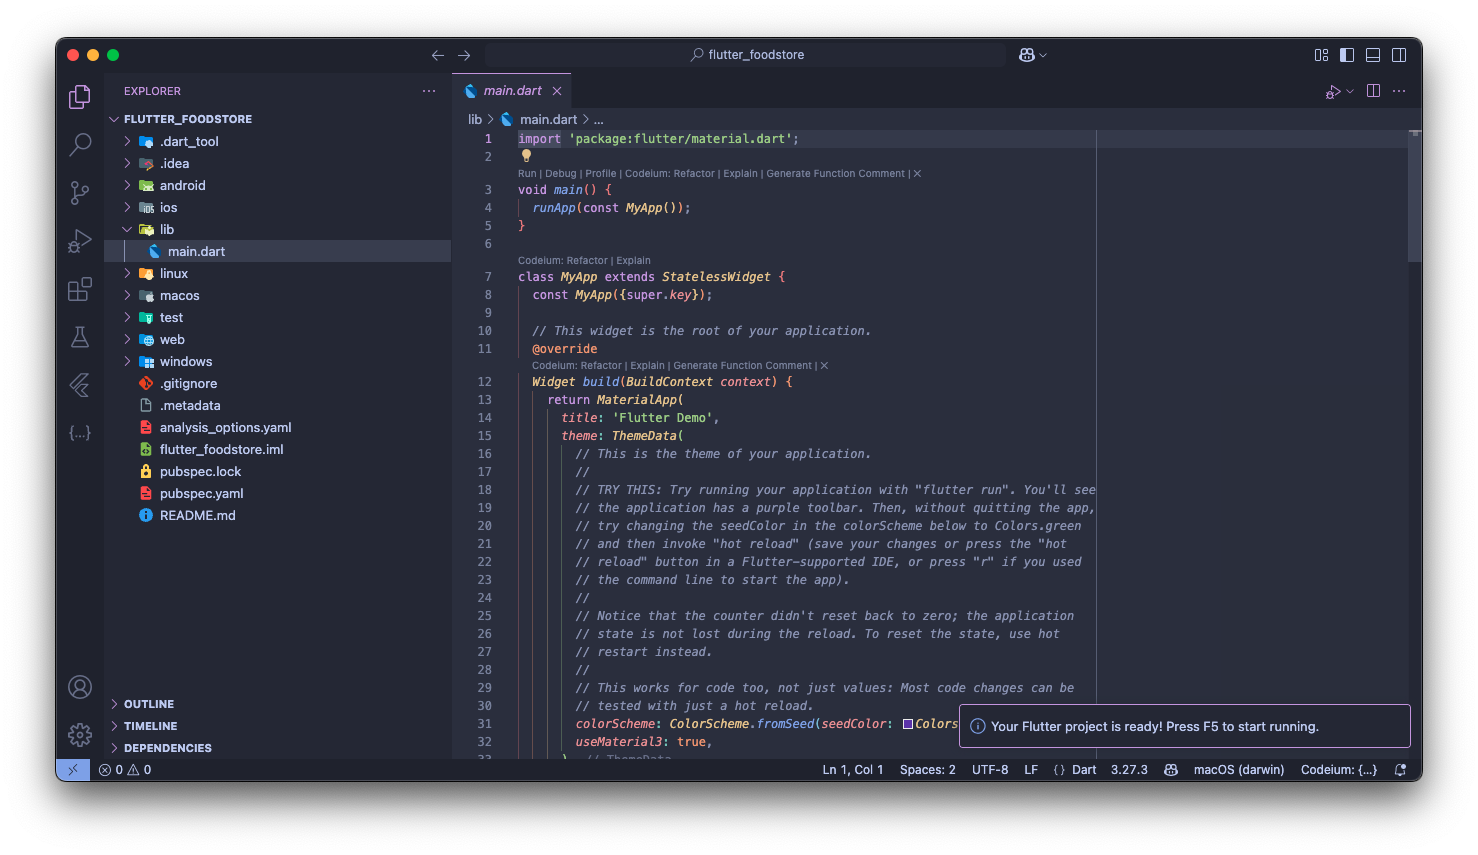 flutter_foodstore
EXPLORER
FLUTTER_FOODSTORE
.dart_tool
.idea
android
ios
lib
main.dart
linux
macos
test
web
windows
.gitignore
.metadata
analysis_options.yaml
flutter_foodstore.iml
pubspec.lock
pubspec.yaml
README.md
OUTLINE
TIMELINE
DEPENDENCIES
main.dart
lib > main.dart > ...
1 import 'package:flutter/material.dart';
2
Run | Debug | Profile | Codeium: Refactor | Explain | Generate Function Comment | ✕
3 void main() {
4 runApp(const MyApp());
5 }
6
Codeium: Refactor | Explain
7 class MyApp extends StatelessWidget {
8 const MyApp({super.key});
9
10 // This widget is the root of your application.
11 @override
Codeium: Refactor | Explain | Generate Function Comment | ✕
12 Widget build(BuildContext context) {
13 return MaterialApp(
14 title: 'Flutter Demo',
15 theme: ThemeData(
16 // This is the theme of your application.
17 //
18 // TRY THIS: Try running your application with "flutter run". You'll see
19 // the application has a purple toolbar. Then, without quitting the app,
20 // try changing the seedColor in the colorScheme below to Colors.green
21 // and then invoke "hot reload" (save your changes or press the "hot
22 // reload" button in a Flutter-supported IDE, or press "r" if you used
23 // the command line to start the app).
24 //
25 // Notice that the counter didn't reset back to zero; the application
26 // state is not lost during the reload. To reset the state, use hot
27 // restart instead.
28 //
29 // This works for code too, not just values: Most code changes can be
30 // tested with just a hot reload.
31 colorScheme: ColorScheme.fromSeed(seedColor: Colors
32 useMaterial3: true,
33 ) // ThemeData
Your Flutter project is ready! Press F5 to start running.
0 0 Ln 1, Col 1 Spaces: 2 UTF-8 LF {} Dart 3.27.3 macOS (darwin) Codeium: {...}